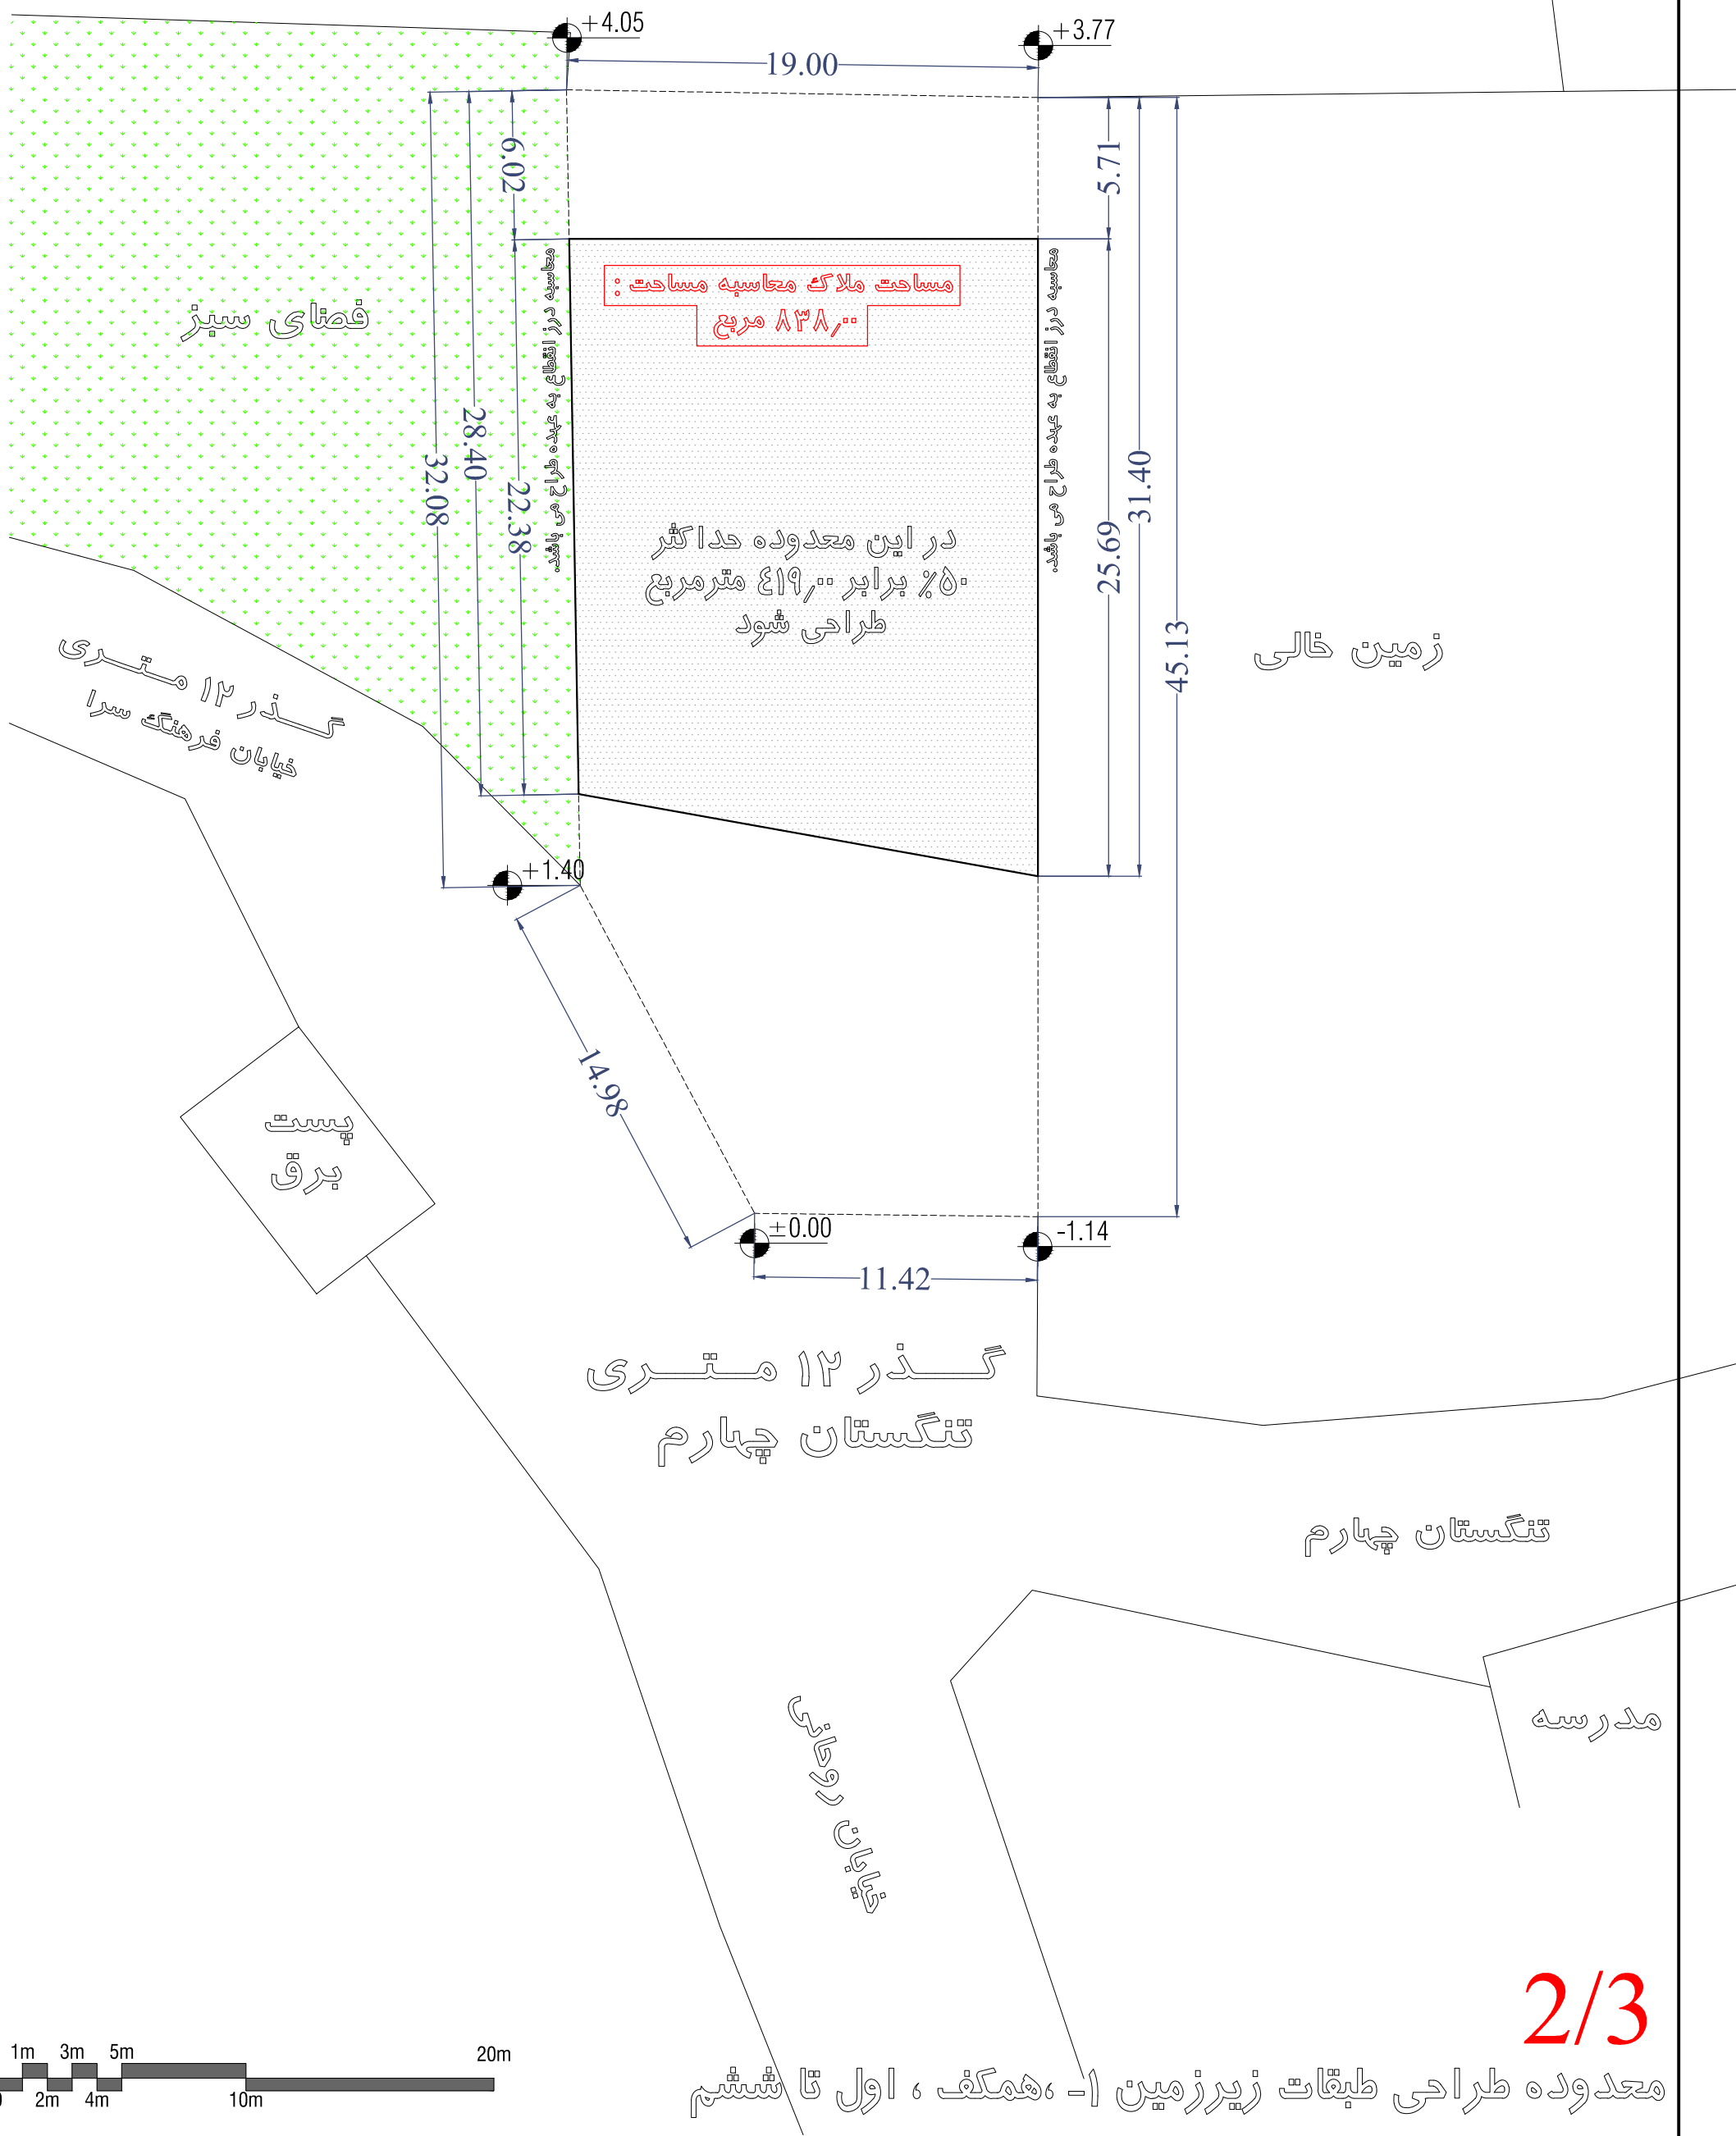 +4.05
+3.77
19.00
6.02
5.71
محاسبه درز انقطاع به عهده طراح می باشد.
محاسبه درز انقطاع به عهده طراح می باشد.
مساحت ملاک محاسبه مساحت :
۸۳۸٫۰۰ مربع
فضای سبز
28.40
32.08
22.38
31.40
25.69
45.13
در این محدوده حداکثر
۵۰٪ برابر ٤۱۹٫۰۰ مترمربع
طراحی شود
زمین خالی
گـــذر ۱۲ مـتـــری
خیابان فرهنگ سرا
+1.40
14.98
پست
برق
±0.00
-1.14
11.42
گـــــذر ۱۲ مــتــــری
تنگستان چهارم
تنگستان چهارم
مدرسه
خیابان روحانی
2/3
1m 3m 5m 20m
0 2m 4m 10m
محدوده طراحی طبقات زیرزمین ۱- ،همکف ، اول تا ششم